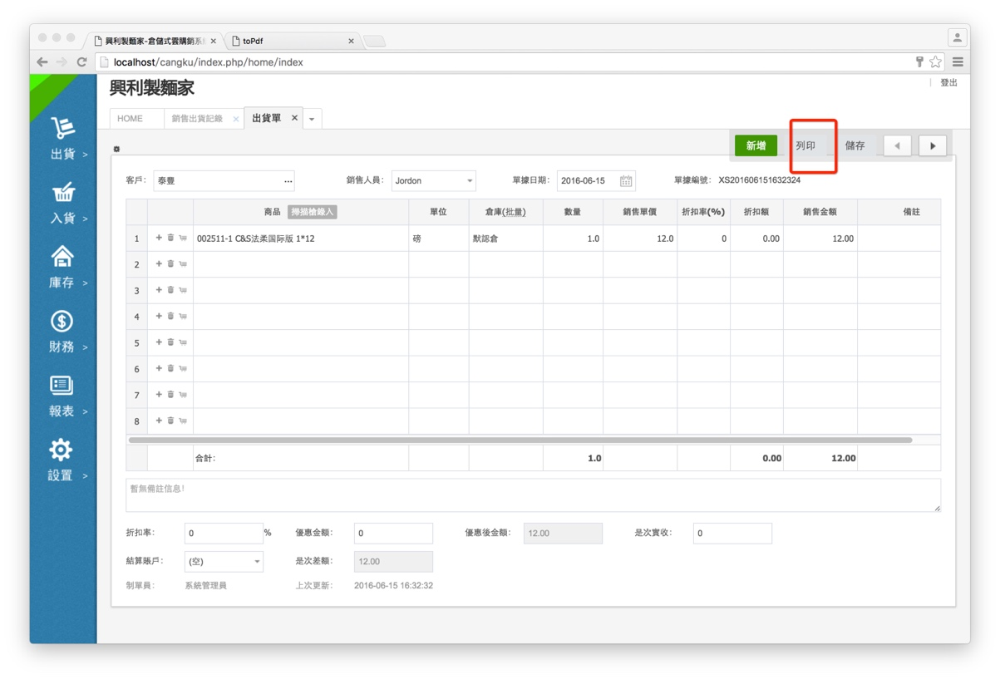 興利製麵家-倉儲式雲購銷系統 toPdf
localhost/cangku/index.php/home/index
興利製麵家
登出
HOME 銷售出貨記錄 出貨單
新增 列印 儲存
出貨 >
入貨 >
庫存 >
財務 >
報表 >
設置 >
客戶: 泰豐 ... 銷售人員: Jordon 單據日期: 2016-06-15 單據編號: XS201606151632324
商品 掃描槍錄入 單位 倉庫(批量) 數量 銷售單價 折扣率(%) 折扣額 銷售金額 備註
1 002511-1 C&S法柔国际版 1*12 磅 默認倉 1.0 12.0 0 0.00 12.00
2
3
4
5
6
7
8
合計: 1.0 0.00 12.00
暫無備註信息!
折扣率: 0 % 優惠金額: 0 優惠後金額: 12.00 是次實收: 0
結算賬戶: (空) 是次差額: 12.00
制單員: 系統管理員 上次更新: 2016-06-15 16:32:32